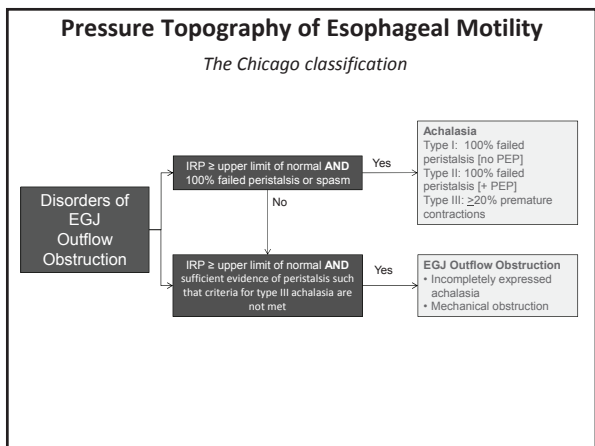 Pressure Topography of Esophageal Motility
The Chicago classification
Disorders of
EGJ
Outflow
Obstruction
IRP ≥ upper limit of normal AND
100% failed peristalsis or spasm
Yes
Achalasia
Type I: 100% failed
peristalsis [no PEP]
Type II: 100% failed
peristalsis [+ PEP]
Type III: ≥20% premature
contractions
No
IRP ≥ upper limit of normal AND
sufficient evidence of peristalsis such
that criteria for type III achalasia are
not met
Yes
EGJ Outflow Obstruction
• Incompletely expressed
achalasia
• Mechanical obstruction